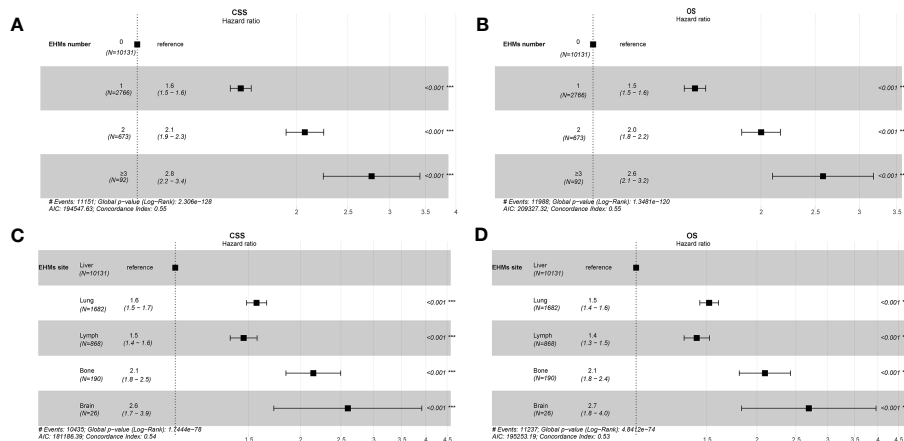 A
CSS
Hazard ratio
EHMs number
0
(N=10131)
reference
1
(N=2766)
1.6
(1.5 - 1.6)
<0.001 ***
2
(N=673)
2.1
(1.9 - 2.3)
<0.001 ***
≥3
(N=92)
2.8
(2.2 - 3.4)
<0.001 ***
# Events: 11151; Global p-value (Log-Rank): 2.306e-128
AIC: 194547.63; Concordance Index: 0.55
2 2.5 3 3.5 4
B
OS
Hazard ratio
EHMs number
0
(N=10131)
reference
1
(N=2766)
1.5
(1.5 - 1.6)
<0.001 **
2
(N=673)
2.0
(1.8 - 2.2)
<0.001 **
≥3
(N=92)
2.6
(2.1 - 3.2)
<0.001 **
# Events: 11988; Global p-value (Log-Rank): 1.3481e-120
AIC: 209327.32; Concordance Index: 0.55
2 2.5 3 3.5
C
CSS
Hazard ratio
EHMs site
Liver
(N=10131)
reference
Lung
(N=1682)
1.6
(1.5 - 1.7)
<0.001 ***
Lymph
(N=868)
1.5
(1.4 - 1.6)
<0.001 ***
Bone
(N=190)
2.1
(1.8 - 2.5)
<0.001 ***
Brain
(N=26)
2.6
(1.7 - 3.9)
<0.001 ***
# Events: 10435; Global p-value (Log-Rank): 1.7444e-78
AIC: 181186.39; Concordance Index: 0.54
1.5 2 2.5 3 3.5 4 4.5
D
OS
Hazard ratio
EHMs site
Liver
(N=10131)
reference
Lung
(N=1682)
1.5
(1.4 - 1.6)
<0.001 *
Lymph
(N=868)
1.4
(1.3 - 1.5)
<0.001 *
Bone
(N=190)
2.1
(1.8 - 2.4)
<0.001 *
Brain
(N=26)
2.7
(1.8 - 4.0)
<0.001 *
# Events: 11237; Global p-value (Log-Rank): 4.8412e-74
AIC: 195253.19; Concordance Index: 0.53
1.5 2 2.5 3 3.5 4 4.5